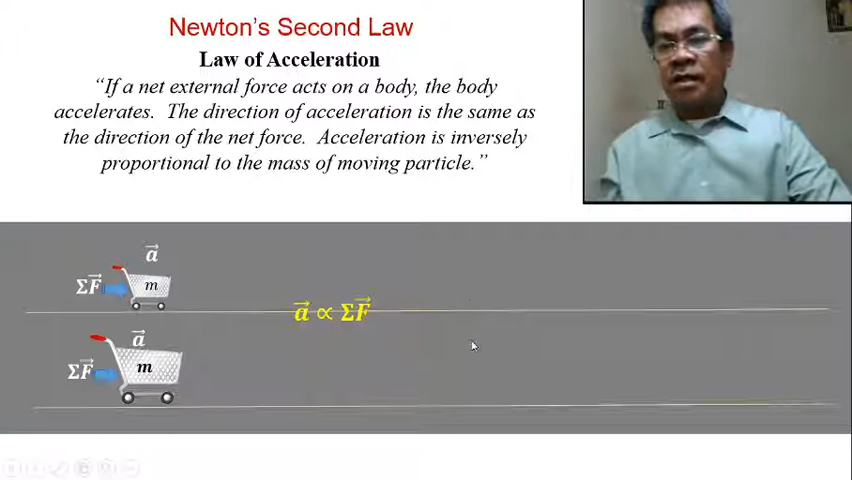 Newton's Second Law
Law of Acceleration
“If a net external force acts on a body, the body
accelerates. The direction of acceleration is the same as
the direction of the net force. Acceleration is inversely
proportional to the mass of moving particle.”
a⃗
ΣF⃗ m
a⃗ ∝ ΣF⃗
a⃗
ΣF⃗ m